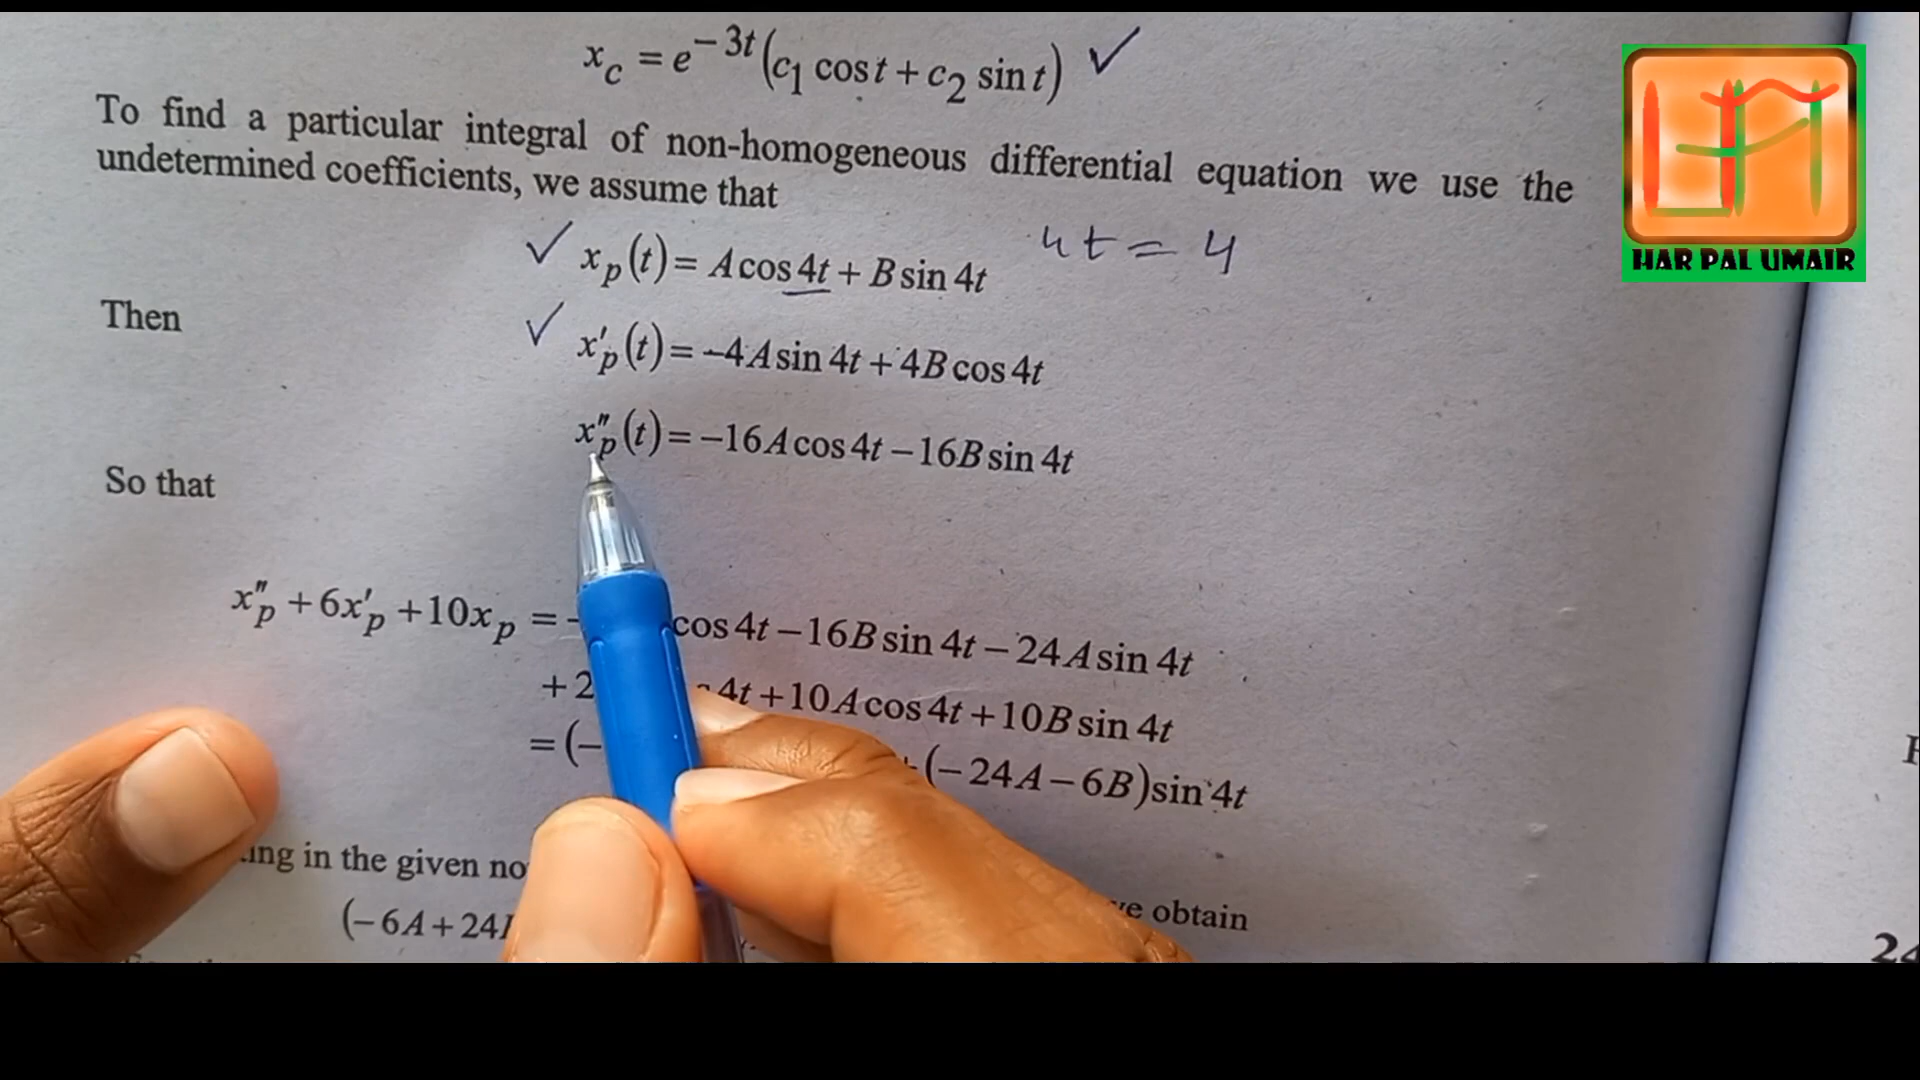 x_c = e^{-3t}(c_1 cos t + c_2 sin t) ✓
To find a particular integral of non-homogeneous differential equation we use the
undetermined coefficients, we assume that
✓ x_p(t) = A cos 4t + B sin 4t 4t = 4
Then
✓ x'_p(t) = -4A sin 4t + 4B cos 4t
x"_p(t) = -16A cos 4t - 16B sin 4t
So that
x"_p + 6x'_p + 10x_p = - cos 4t - 16B sin 4t - 24A sin 4t
+2 4t + 10A cos 4t + 10B sin 4t
= (- + (-24A - 6B) sin 4t
in the given
obtain
(-6A + 24
24
HAR PAL UMAIR